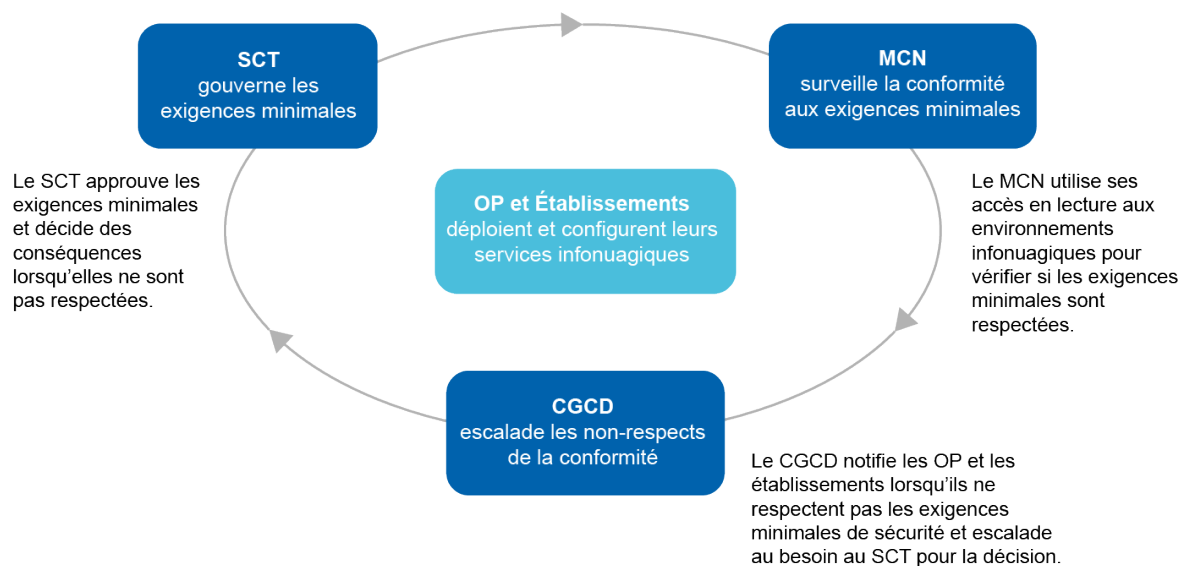 SCT
gouverne les
exigences minimales
MCN
surveille la conformité
aux exigences minimales
Le SCT approuve les
exigences minimales
et décide des
conséquences
lorsqu’elles ne sont
pas respectées.
OP et Établissements
déploient et configurent leurs
services infonuagiques
Le MCN utilise ses
accès en lecture aux
environnements
infonuagiques pour
vérifier si les exigences
minimales sont
respectées.
CGCD
escalade les non-respects
de la conformité
Le CGCD notifie les OP et les
établissements lorsqu’ils ne
respectent pas les exigences
minimales de sécurité et escalade
au besoin au SCT pour la décision.